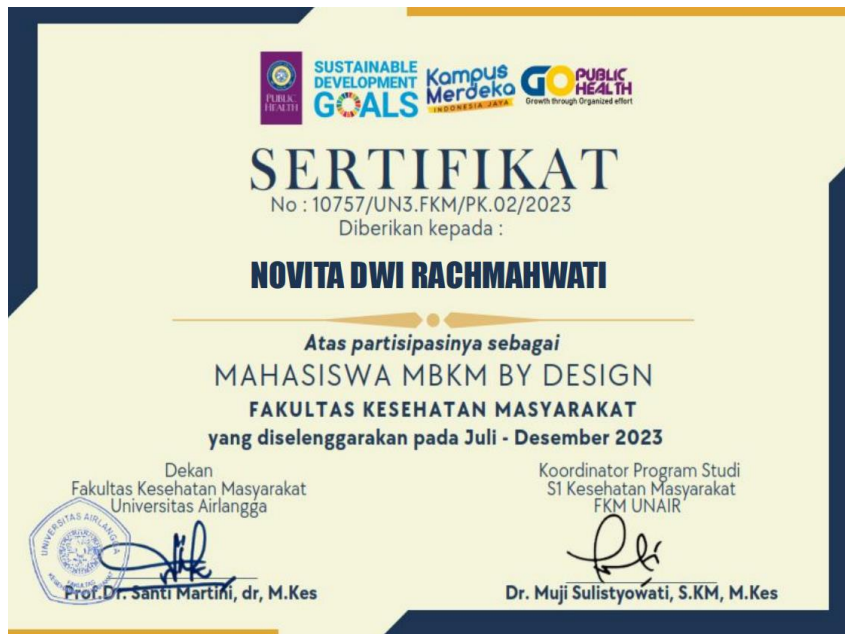 PUBLIC HEALTH
SUSTAINABLE
DEVELOPMENT
GOALS
Kampus
Merdeka
INDONESIA JAYA
GO PUBLIC
HEALTH
Growth through Organized effort
SERTIFIKAT
No : 10757/UN3.FKM/PK.02/2023
Diberikan kepada :
NOVITA DWI RACHMAHWATI
Atas partisipasinya sebagai
MAHASISWA MBKM BY DESIGN
FAKULTAS KESEHATAN MASYARAKAT
yang diselenggarakan pada Juli - Desember 2023
Dekan
Fakultas Kesehatan Masyarakat
Universitas Airlangga
UNIVERSITAS AIRLANGGA
FAKULTAS
Prof.Dr. Santi Martini, dr, M.Kes
Koordinator Program Studi
S1 Kesehatan Masyarakat
FKM UNAIR
Dr. Muji Sulistyowati, S.KM, M.Kes